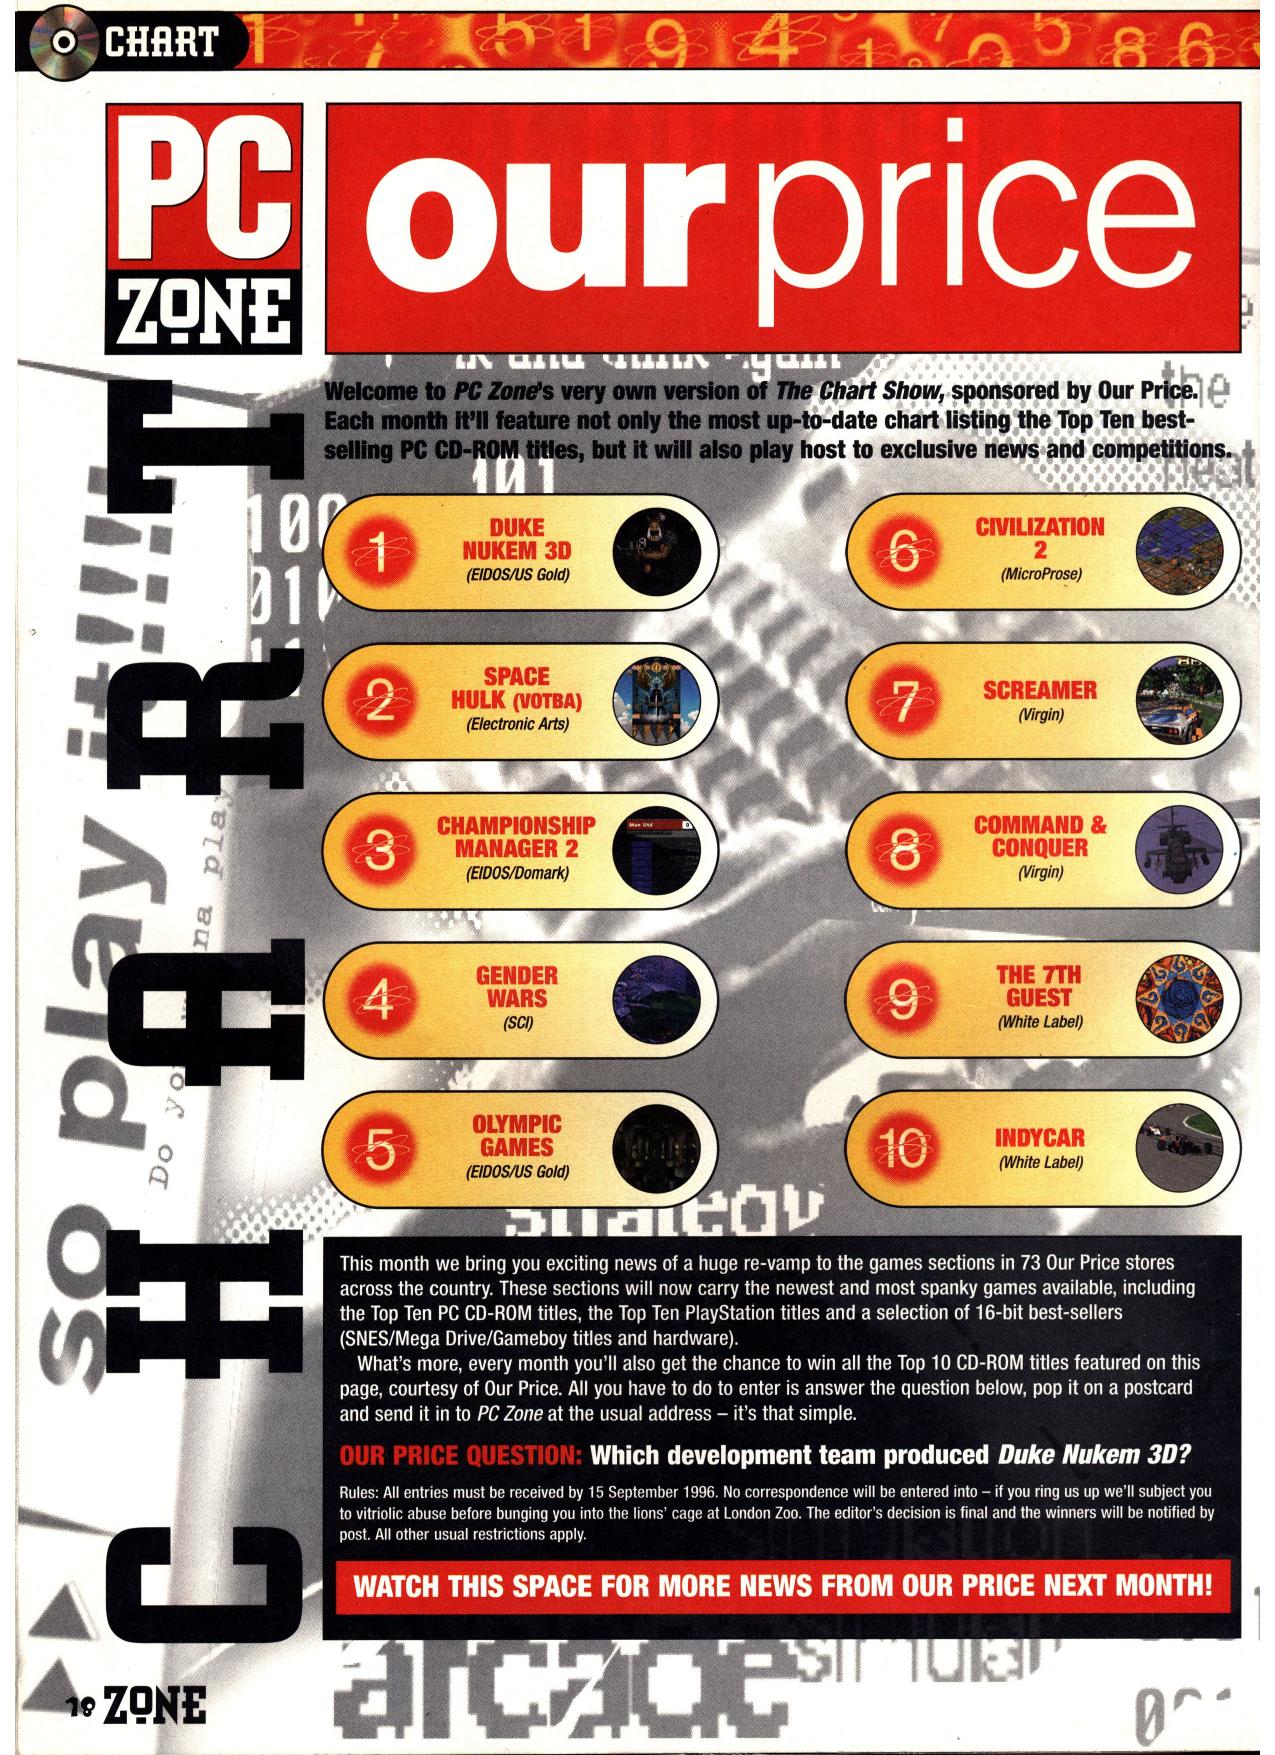 CHART
PC
ZONE
ourprice
CHART
Welcome to PC Zone's very own version of The Chart Show, sponsored by Our Price.
Each month it'll feature not only the most up-to-date chart listing the Top Ten best-
selling PC CD-ROM titles, but it will also play host to exclusive news and competitions.
1
DUKE
NUKEM 3D
(EIDOS/US Gold)
2
SPACE
HULK (VOTBA)
(Electronic Arts)
3
CHAMPIONSHIP
MANAGER 2
(EIDOS/Domark)
4
GENDER
WARS
(SCI)
5
OLYMPIC
GAMES
(EIDOS/US Gold)
6
CIVILIZATION
2
(MicroProse)
7
SCREAMER
(Virgin)
8
COMMAND &
CONQUER
(Virgin)
9
THE 7TH
GUEST
(White Label)
10
INDYCAR
(White Label)
so play it!!!!
This month we bring you exciting news of a huge re-vamp to the games sections in 73 Our Price stores
across the country. These sections will now carry the newest and most spanky games available, including
the Top Ten PC CD-ROM titles, the Top Ten PlayStation titles and a selection of 16-bit best-sellers
(SNES/Mega Drive/Gameboy titles and hardware).
What's more, every month you'll also get the chance to win all the Top 10 CD-ROM titles featured on this
page, courtesy of Our Price. All you have to do to enter is answer the question below, pop it on a postcard
and send it in to PC Zone at the usual address – it's that simple.
OUR PRICE QUESTION: Which development team produced Duke Nukem 3D?
Rules: All entries must be received by 15 September 1996. No correspondence will be entered into – if you ring us up we'll subject you
to vitriolic abuse before bunging you into the lions' cage at London Zoo. The editor's decision is final and the winners will be notified by
post. All other usual restrictions apply.
WATCH THIS SPACE FOR MORE NEWS FROM OUR PRICE NEXT MONTH!
18 ZONE